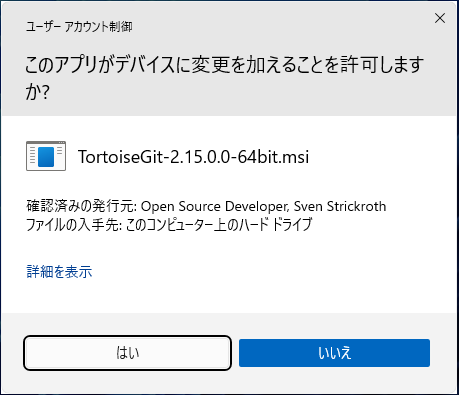 ユーザー アカウント制御
このアプリがデバイスに変更を加えることを許可します
か?
TortoiseGit-2.15.0.0-64bit.msi
確認済みの発行元: Open Source Developer, Sven Strickroth
ファイルの入手先: このコンピューター上のハード ドライブ
詳細を表示
はい
いいえ